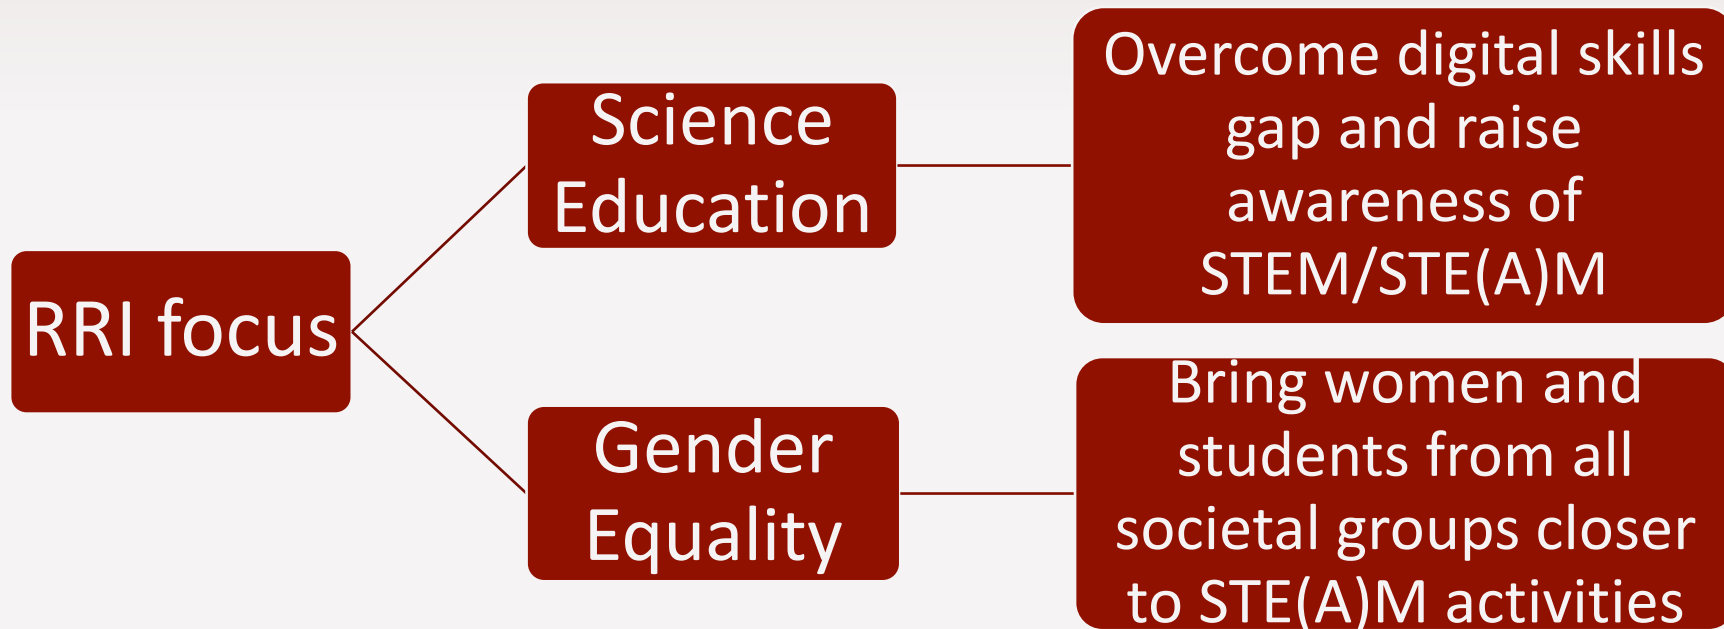 RRI focus
Science
Education
Overcome digital skills
gap and raise
awareness of
STEM/STE(A)M
Gender
Equality
Bring women and
students from all
societal groups closer
to STE(A)M activities